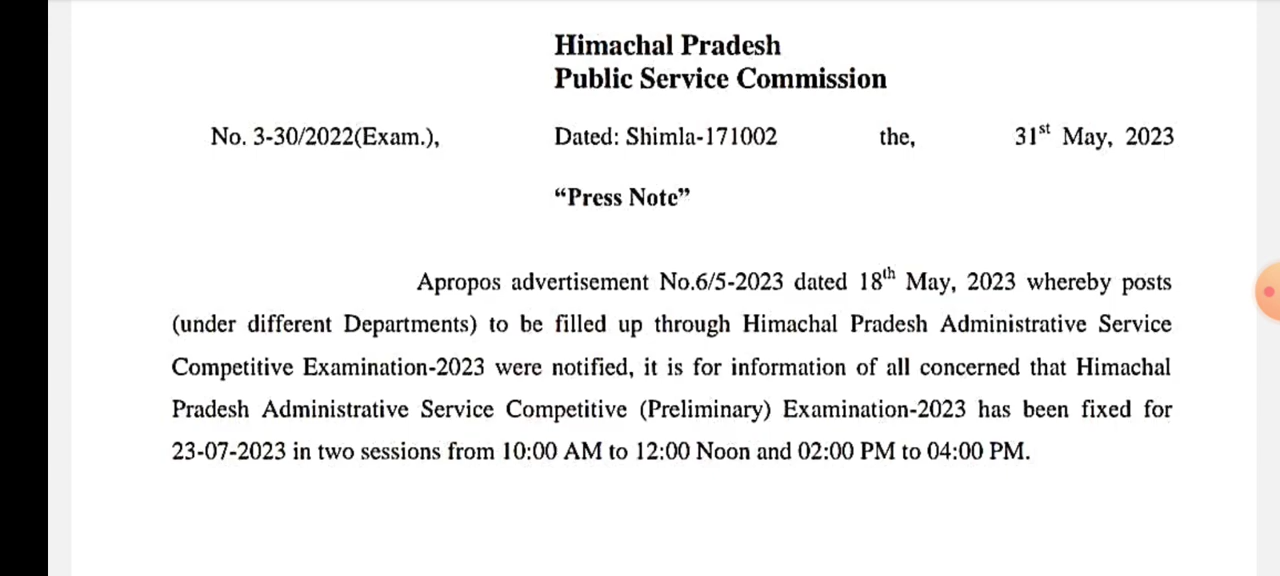 Himachal Pradesh
Public Service Commission
No. 3-30/2022(Exam.), Dated: Shimla-171002 the, 31st May, 2023
“Press Note”
Apropos advertisement No.6/5-2023 dated 18th May, 2023 whereby posts
(under different Departments) to be filled up through Himachal Pradesh Administrative Service
Competitive Examination-2023 were notified, it is for information of all concerned that Himachal
Pradesh Administrative Service Competitive (Preliminary) Examination-2023 has been fixed for
23-07-2023 in two sessions from 10:00 AM to 12:00 Noon and 02:00 PM to 04:00 PM.